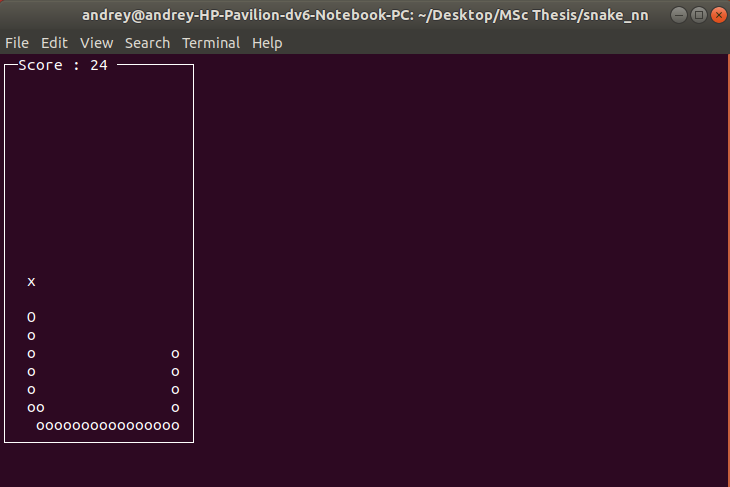 andrey@andrey-HP-Pavilion-dv6-Notebook-PC: ~/Desktop/MSc Thesis/snake_nn
File Edit View Search Terminal Help
Score : 24
x
O
o
o               o
o               o
o               o
oo              o
oooooooooooooooo